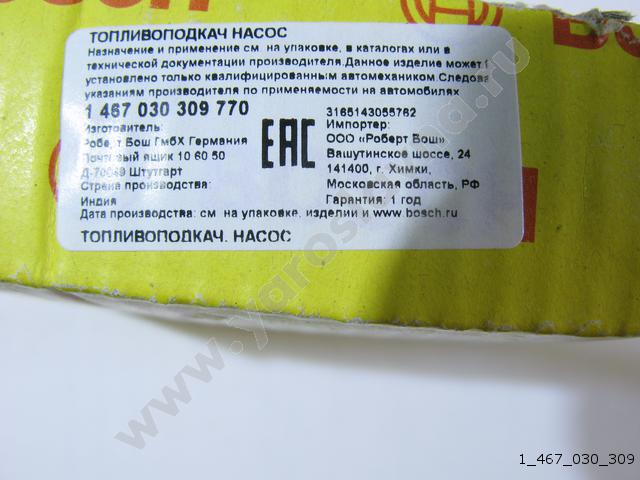 BOSCH
ТОПЛИВОПОДКАЧ НАСОС
Назначение и применение см. на упаковке, в каталогах или в
технической документации производителя.Данное изделие может
установлено только квалифицированным автомехаником.Следова
указаниям производителя по применяемости на автомобилях
1 467 030 309 770
Изготовитель:
Роберт Бош ГмбХ Германия
Почтовый ящик 10 60 50
Д-70049 Штутгарт
Страна производства:
Индия
EAC
3165143055762
Импортер:
ООО «Роберт Бош»
Вашутинское шоссе, 24
141400, г. Химки,
Московская область, РФ
Гарантия: 1 год
Дата производства: см. на упаковке, изделии и www.bosch.ru
ТОПЛИВОПОДКАЧ. НАСОС
1_467_030_309